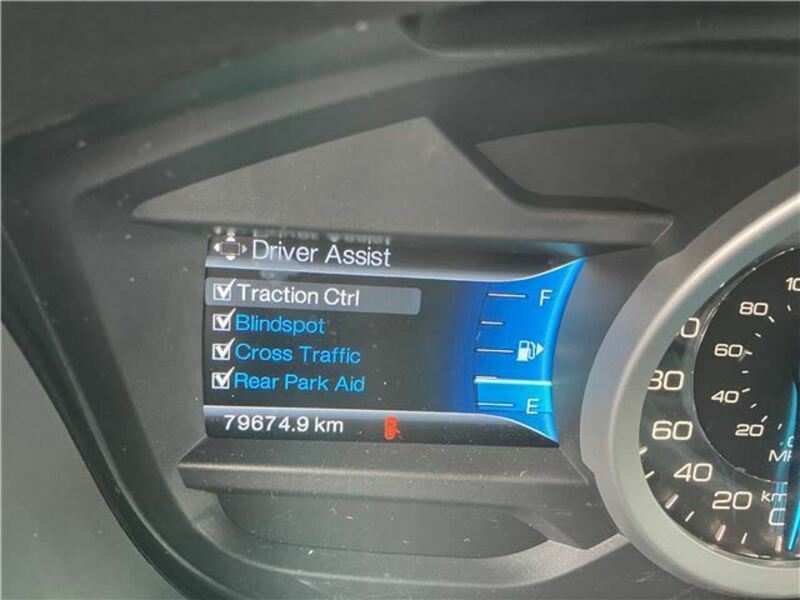 Driver Assist
Traction Ctrl
Blindspot
Cross Traffic
Rear Park Aid
79674.9 km
F
E
80
60
40
20
80
60
40
20
0
km